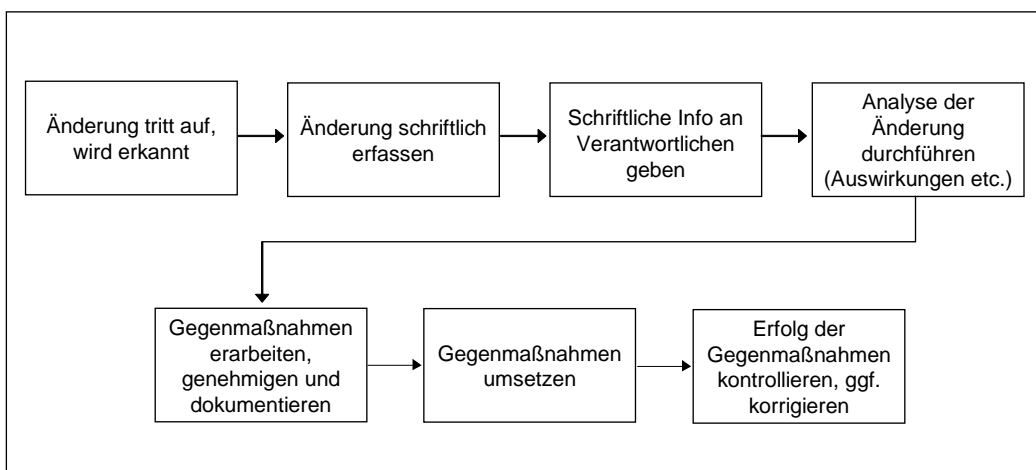 Änderung tritt auf,
wird erkannt
Änderung schriftlich
erfassen
Schriftliche Info an
Verantwortlichen
geben
Analyse der
Änderung
durchführen
(Auswirkungen etc.)
Gegenmaßnahmen
erarbeiten,
genehmigen und
dokumentieren
Gegenmaßnahmen
umsetzen
Erfolg der
Gegenmaßnahmen
kontrollieren, ggf.
korrigieren